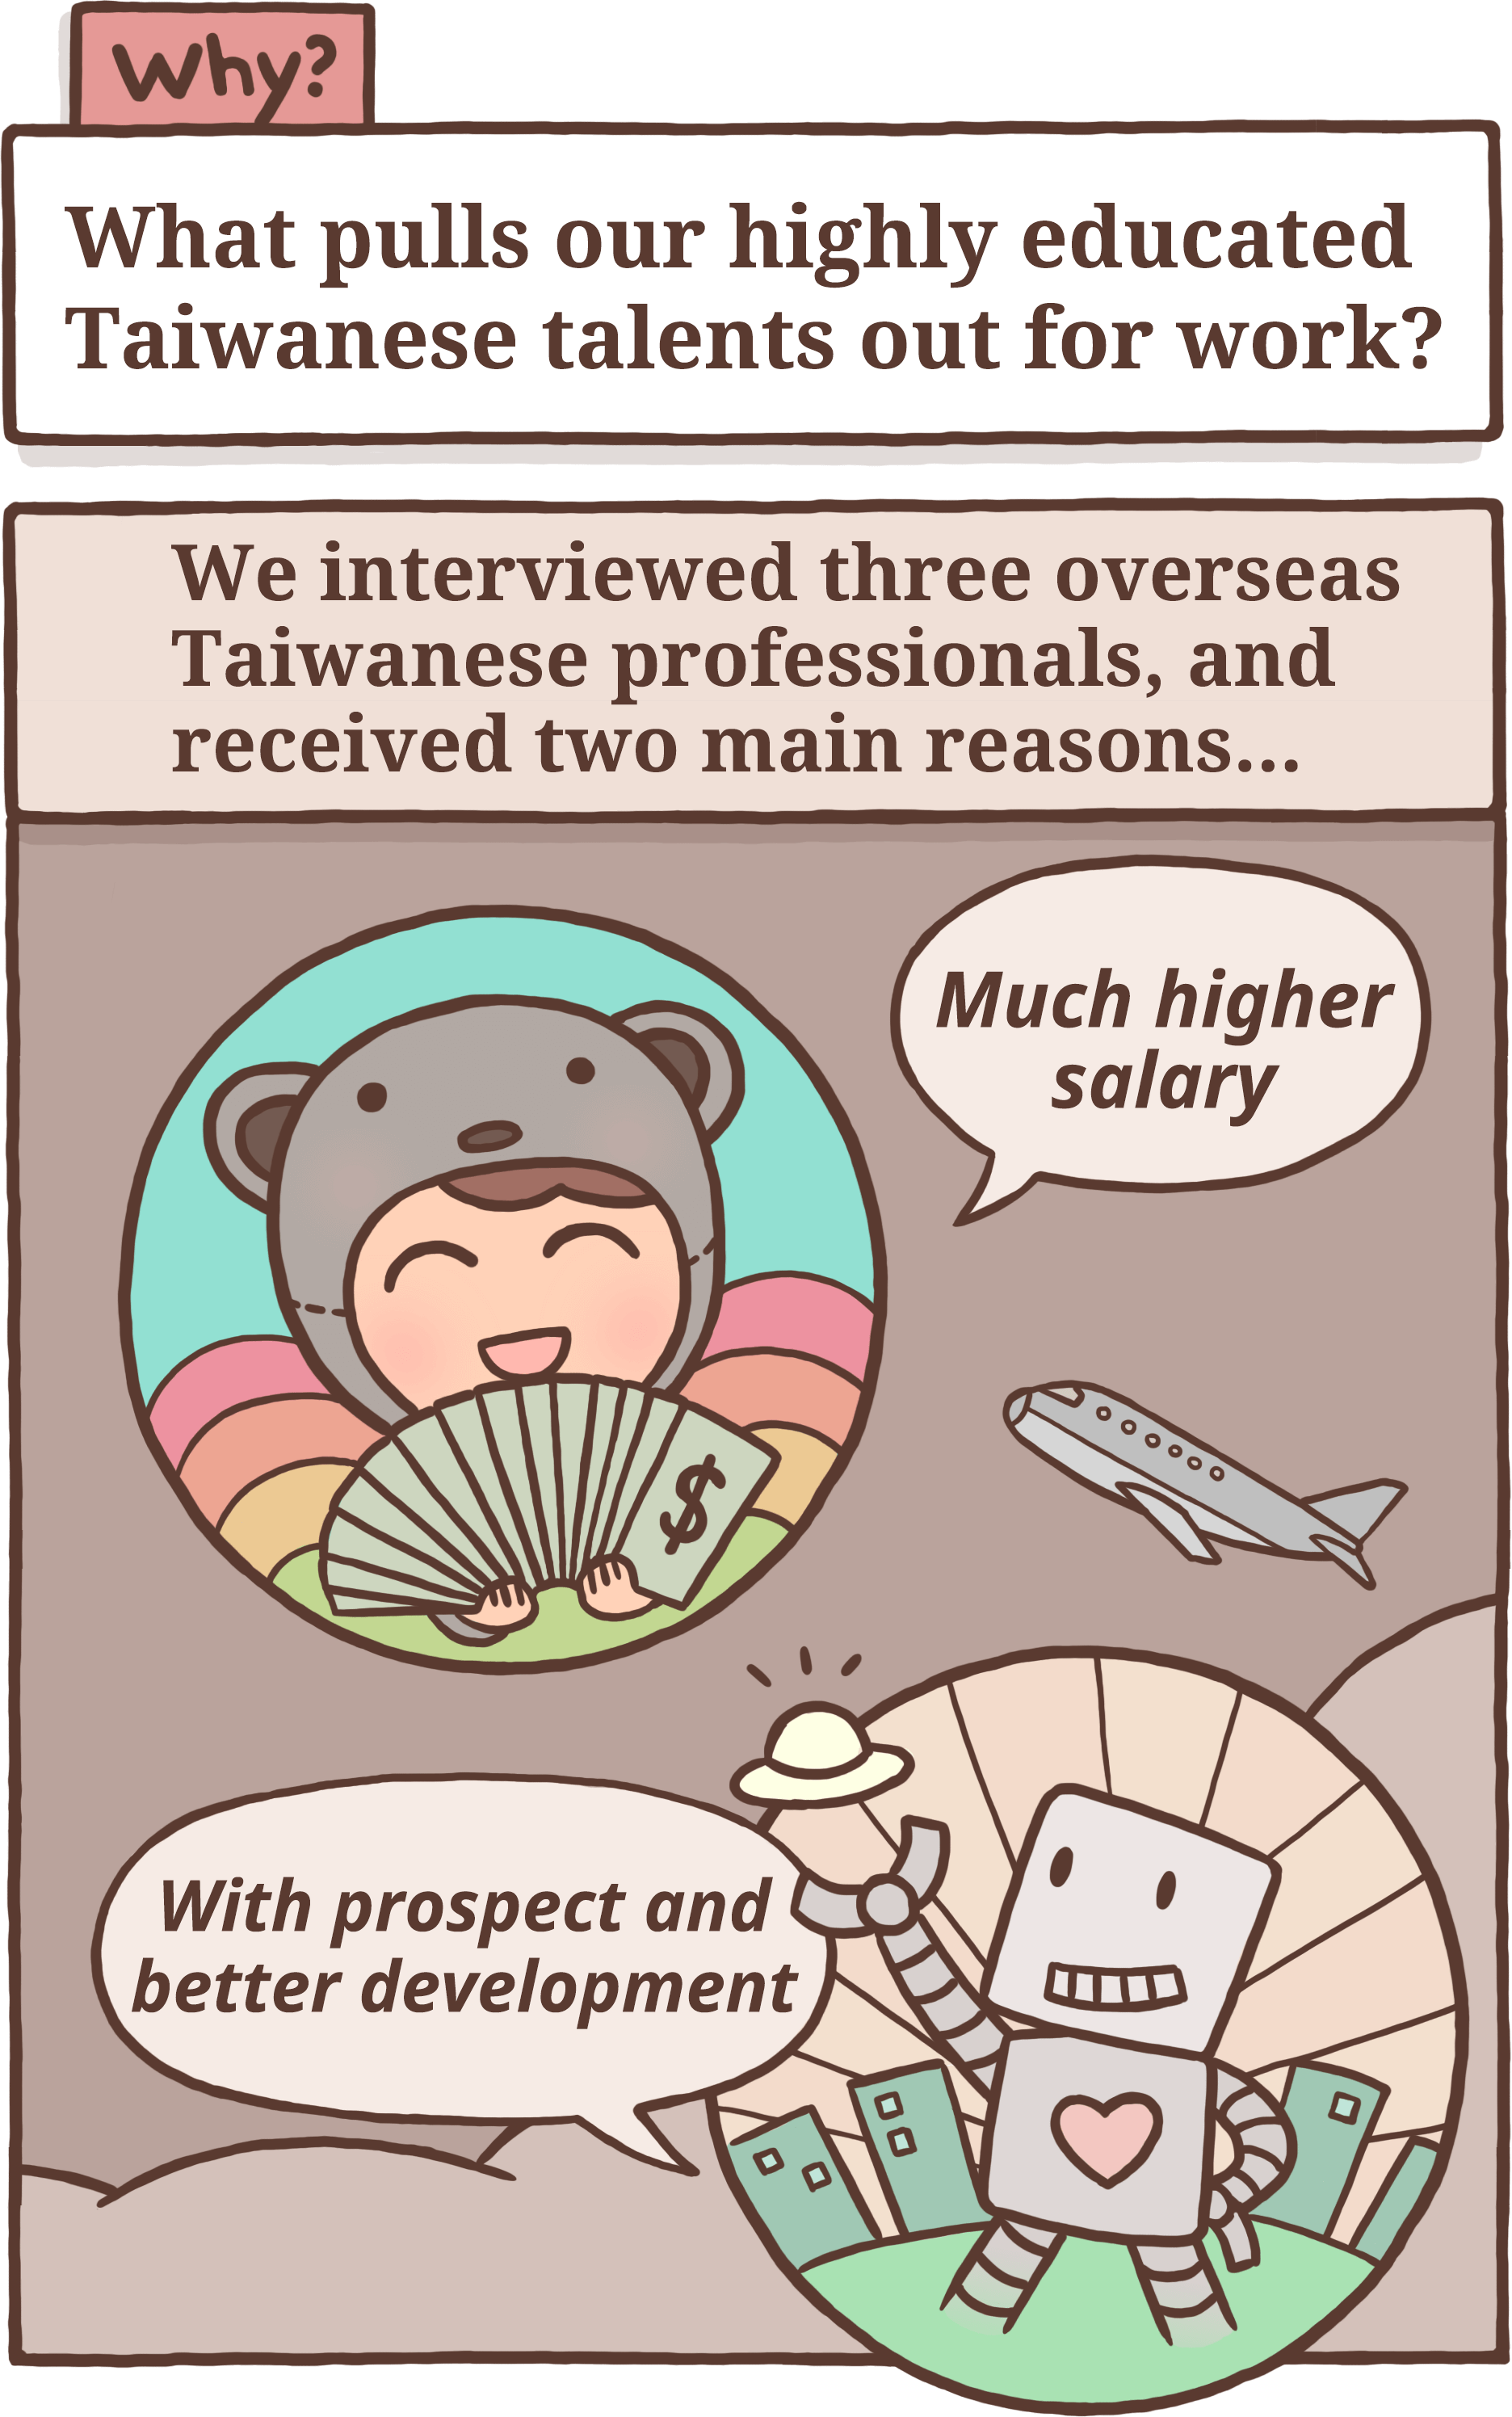 Why?
What pulls our highly educated
Taiwanese talents out for work?
We interviewed three overseas
Taiwanese professionals, and
received two main reasons...
Much higher
salary
$
With prospect and
better development